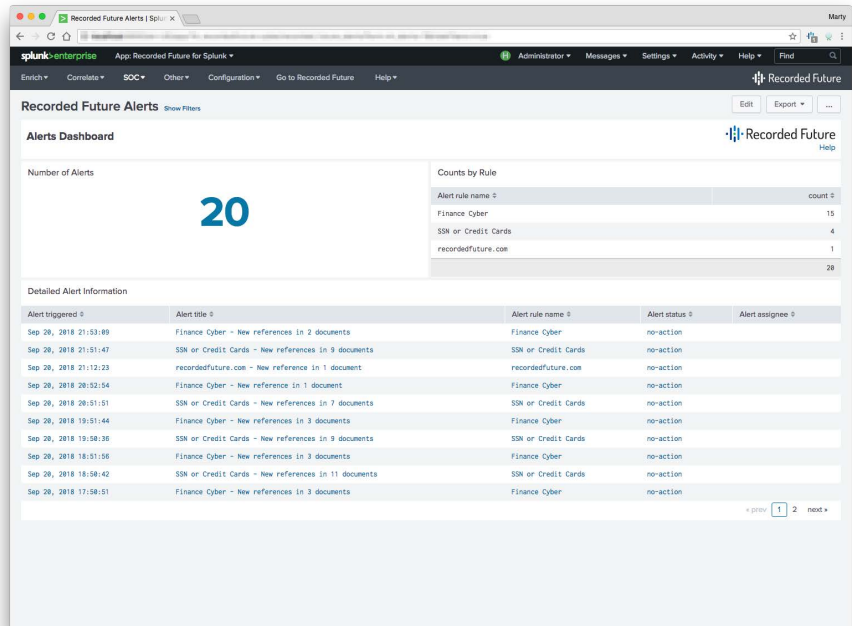 Recorded Future Alerts | Splun
Marty
splunk>enterprise App: Recorded Future for Splunk Administrator Messages Settings Activity Help Find
Enrich Correlate SOC Other Configuration Go to Recorded Future Help Recorded Future
Recorded Future Alerts Show Filters Edit Export ...
Alerts Dashboard Recorded Future
Help
Number of Alerts Counts by Rule
20
Alert rule name count
Finance Cyber 15
SSN or Credit Cards 4
recordedfuture.com 1
20
Detailed Alert Information
Alert triggered Alert title Alert rule name Alert status Alert assignee
Sep 20, 2018 21:53:09 Finance Cyber - New references in 2 documents Finance Cyber no-action
Sep 20, 2018 21:51:47 SSN or Credit Cards - New references in 9 documents SSN or Credit Cards no-action
Sep 20, 2018 21:12:23 recordedfuture.com - New reference in 1 document recordedfuture.com no-action
Sep 20, 2018 20:52:54 Finance Cyber - New reference in 1 document Finance Cyber no-action
Sep 20, 2018 20:51:51 SSN or Credit Cards - New references in 7 documents SSN or Credit Cards no-action
Sep 20, 2018 19:51:44 Finance Cyber - New references in 3 documents Finance Cyber no-action
Sep 20, 2018 19:50:36 SSN or Credit Cards - New references in 9 documents SSN or Credit Cards no-action
Sep 20, 2018 18:51:56 Finance Cyber - New references in 3 documents Finance Cyber no-action
Sep 20, 2018 18:50:42 SSN or Credit Cards - New references in 11 documents SSN or Credit Cards no-action
Sep 20, 2018 17:50:51 Finance Cyber - New references in 3 documents Finance Cyber no-action
« prev 1 2 next »